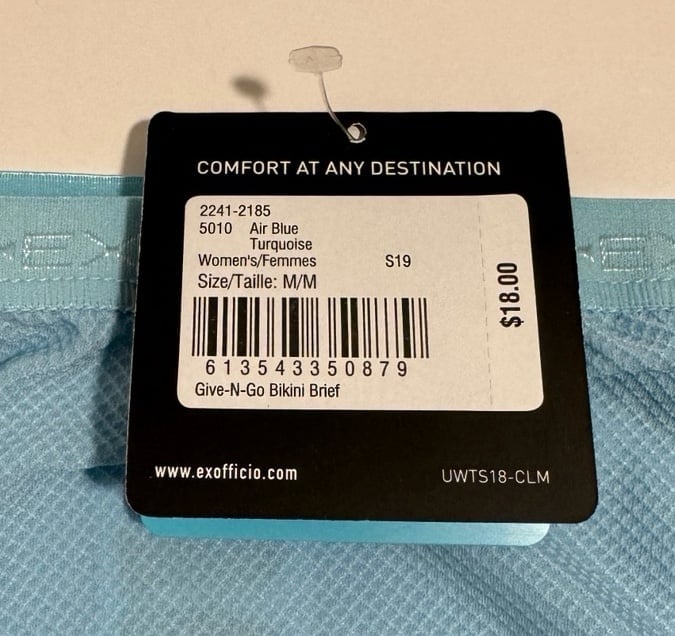 COMFORT AT ANY DESTINATION
2241-2185
5010 Air Blue
Turquoise
Women's/Femmes S19
Size/Taille: M/M
$18.00
613543350879
Give-N-Go Bikini Brief
www.exofficio.com
UWTS18-CLM